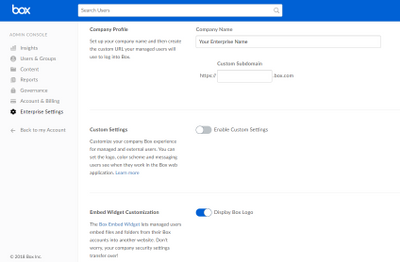 box
Search Users
ADMIN CONSOLE
Insights
Users & Groups
Content
Reports
Governance
Account & Billing
Enterprise Settings
Back to my Account
© 2018 Box Inc.
Company Profile
Set up your company name and then create
the custom URL your managed users will
use to log into Box.
Company Name
Your Enterprise Name
Custom Subdomain
https:// .box.com
Custom Settings
Customize your company Box experience
for managed and external users. You can
set the logo, color scheme and messaging
users see when they work in the Box web
application. Learn more
Enable Custom Settings
Embed Widget Customization
The Box Embed Widget lets managed users
embed files and folders from their Box
accounts into another website. Don't
worry, your company security settings
transfer over!
Display Box Logo